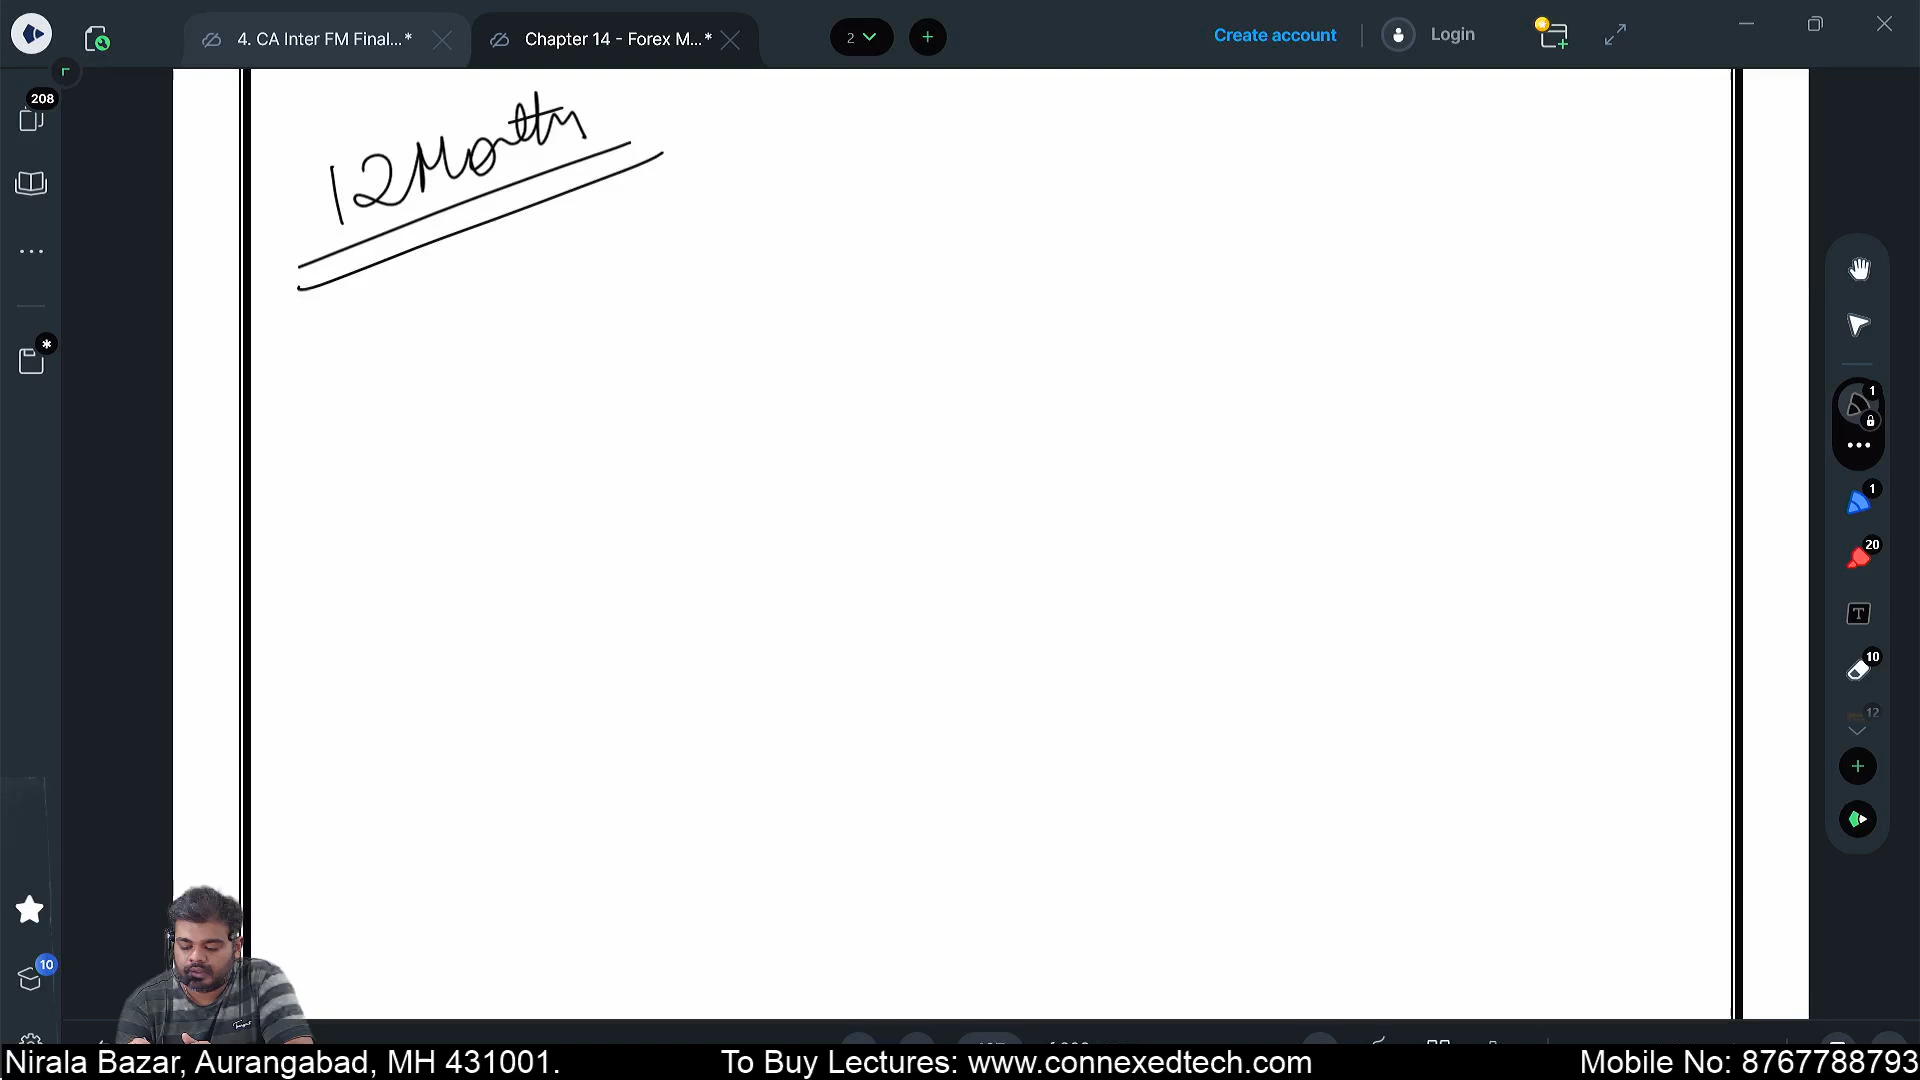 4. CA Inter FM Final...*
Chapter 14 - Forex M...*
2
Create account
Login
208
12 Month
1
1
20
T
10
12
10
Nirala Bazar, Aurangabad, MH 431001. To Buy Lectures: www.connexedtech.com Mobile No: 8767788793